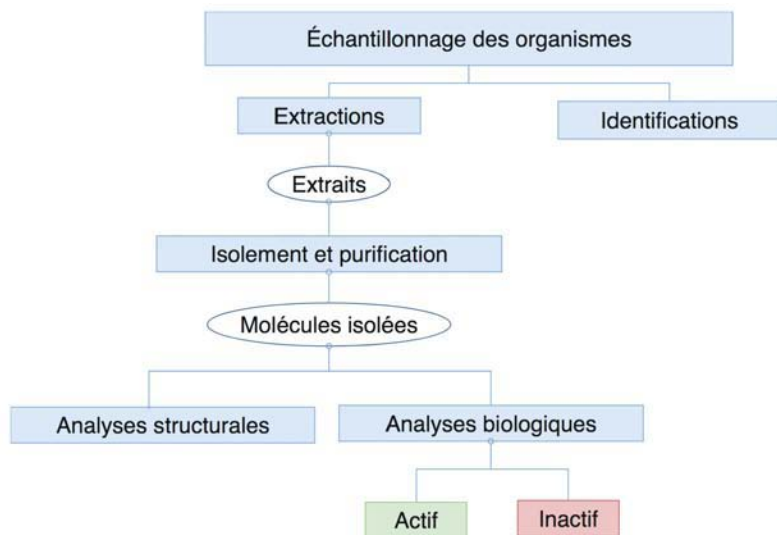 Échantillonnage des organismes
Extractions
Identifications
Extraits
Isolement et purification
Molécules isolées
Analyses structurales
Analyses biologiques
Actif
Inactif